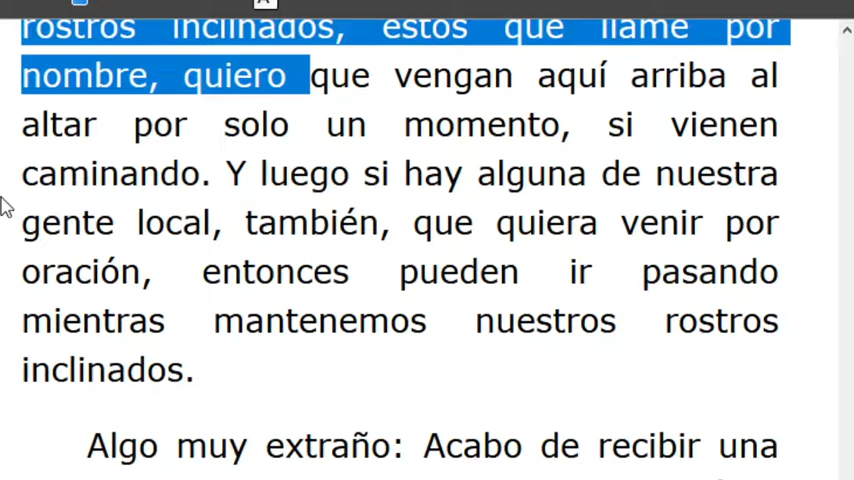 rostros inclinados, estos que llamé por
nombre, quiero que vengan aquí arriba al
altar por solo un momento, si vienen
caminando. Y luego si hay alguna de nuestra
gente local, también, que quiera venir por
oración, entonces pueden ir pasando
mientras mantenemos nuestros rostros
inclinados.
Algo muy extraño: Acabo de recibir una